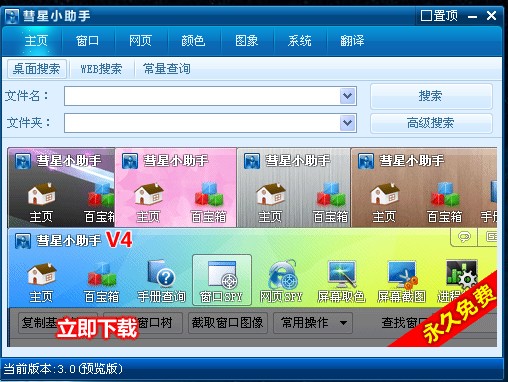 彗星小助手 置顶
主页 窗口 网页 颜色 图象 系统 翻译
桌面搜索 WEB搜索 常量查询
文件名： 搜索
文件夹： 高级搜索
彗星小助手 彗星小助手 彗星小助手 彗星小助手
主页 百宝箱 主页 百宝箱 主页 百宝箱 主页 百宝箱 手册
彗星小助手 V4
主页 百宝箱 手册查询 窗口SPY 网页SPY 屏幕取色 屏幕截图 进程
永久免费
复制基 窗口树 截取窗口图像 常用操作 查找窗口
立即下载
当前版本:3.0(预览版)